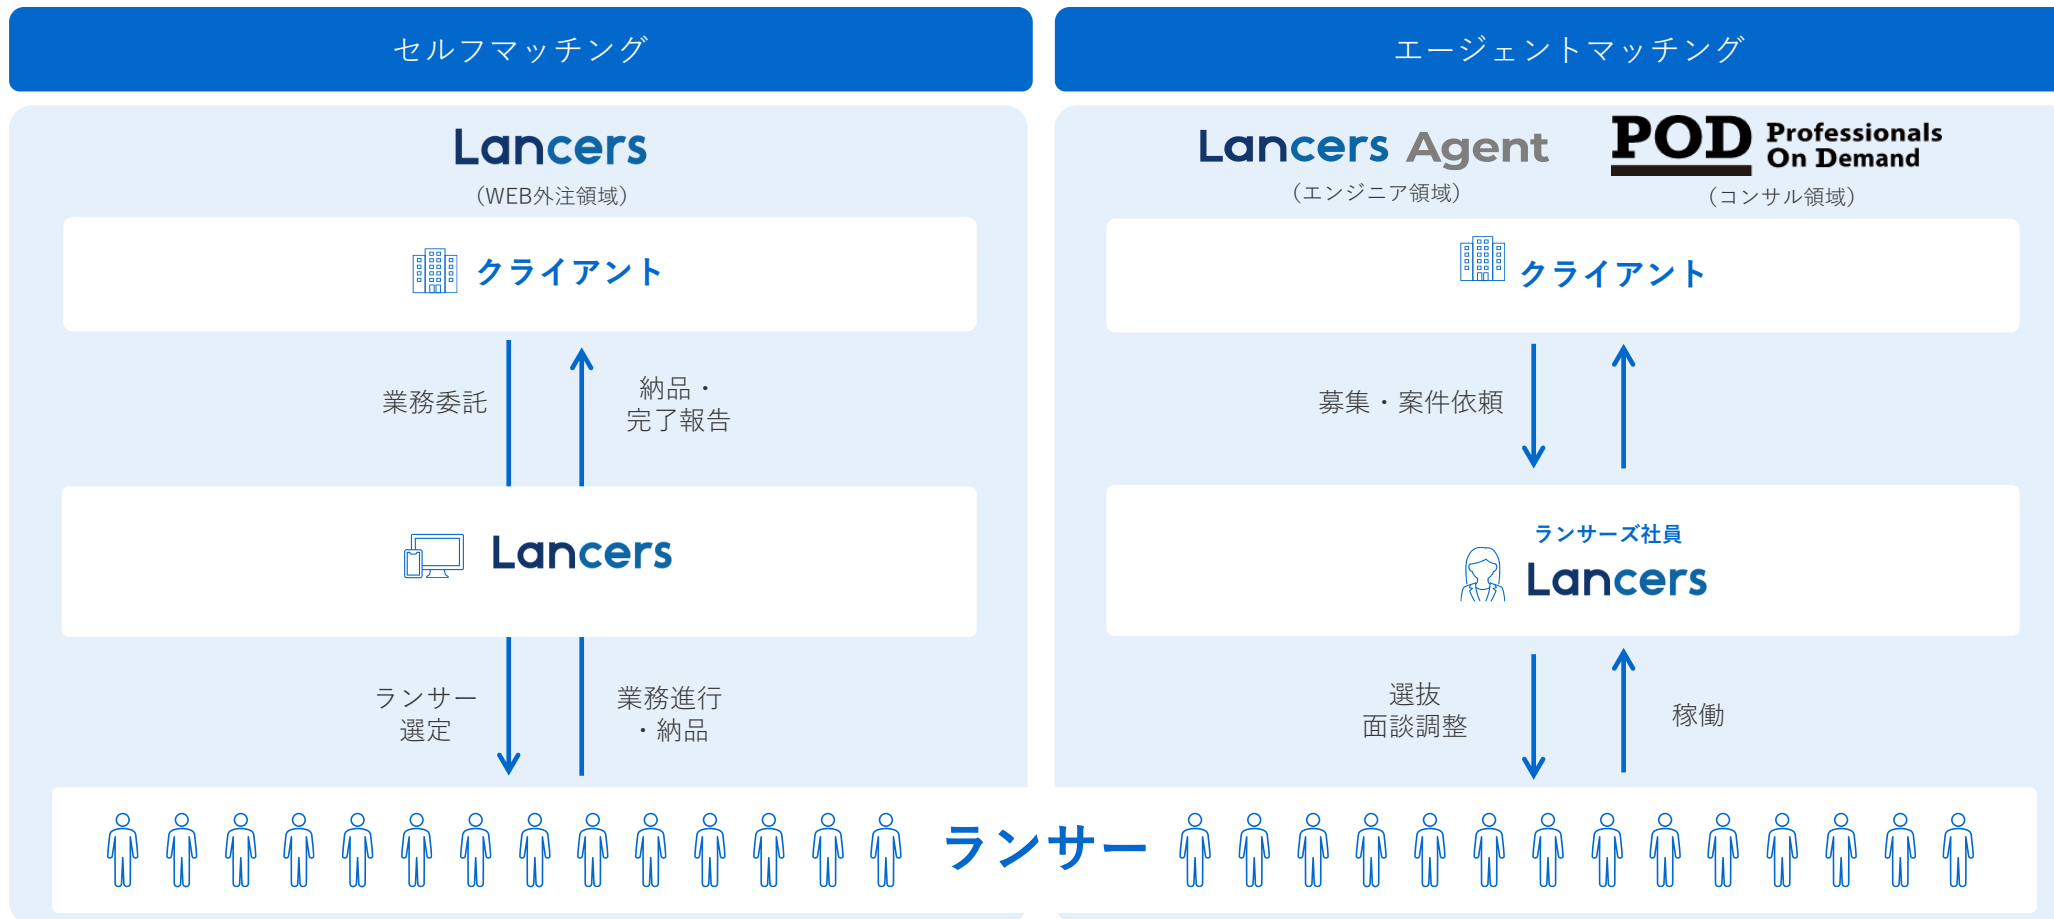 セルフマッチング
Lancers
（WEB外注領域）
クライアント
業務委託
納品・
完了報告
Lancers
ランサー
選定
業務進行
・納品
エージェントマッチング
Lancers Agent
（エンジニア領域）
POD Professionals
On Demand
（コンサル領域）
クライアント
募集・案件依頼
ランサーズ社員
Lancers
選抜
面談調整
稼働
ランサー